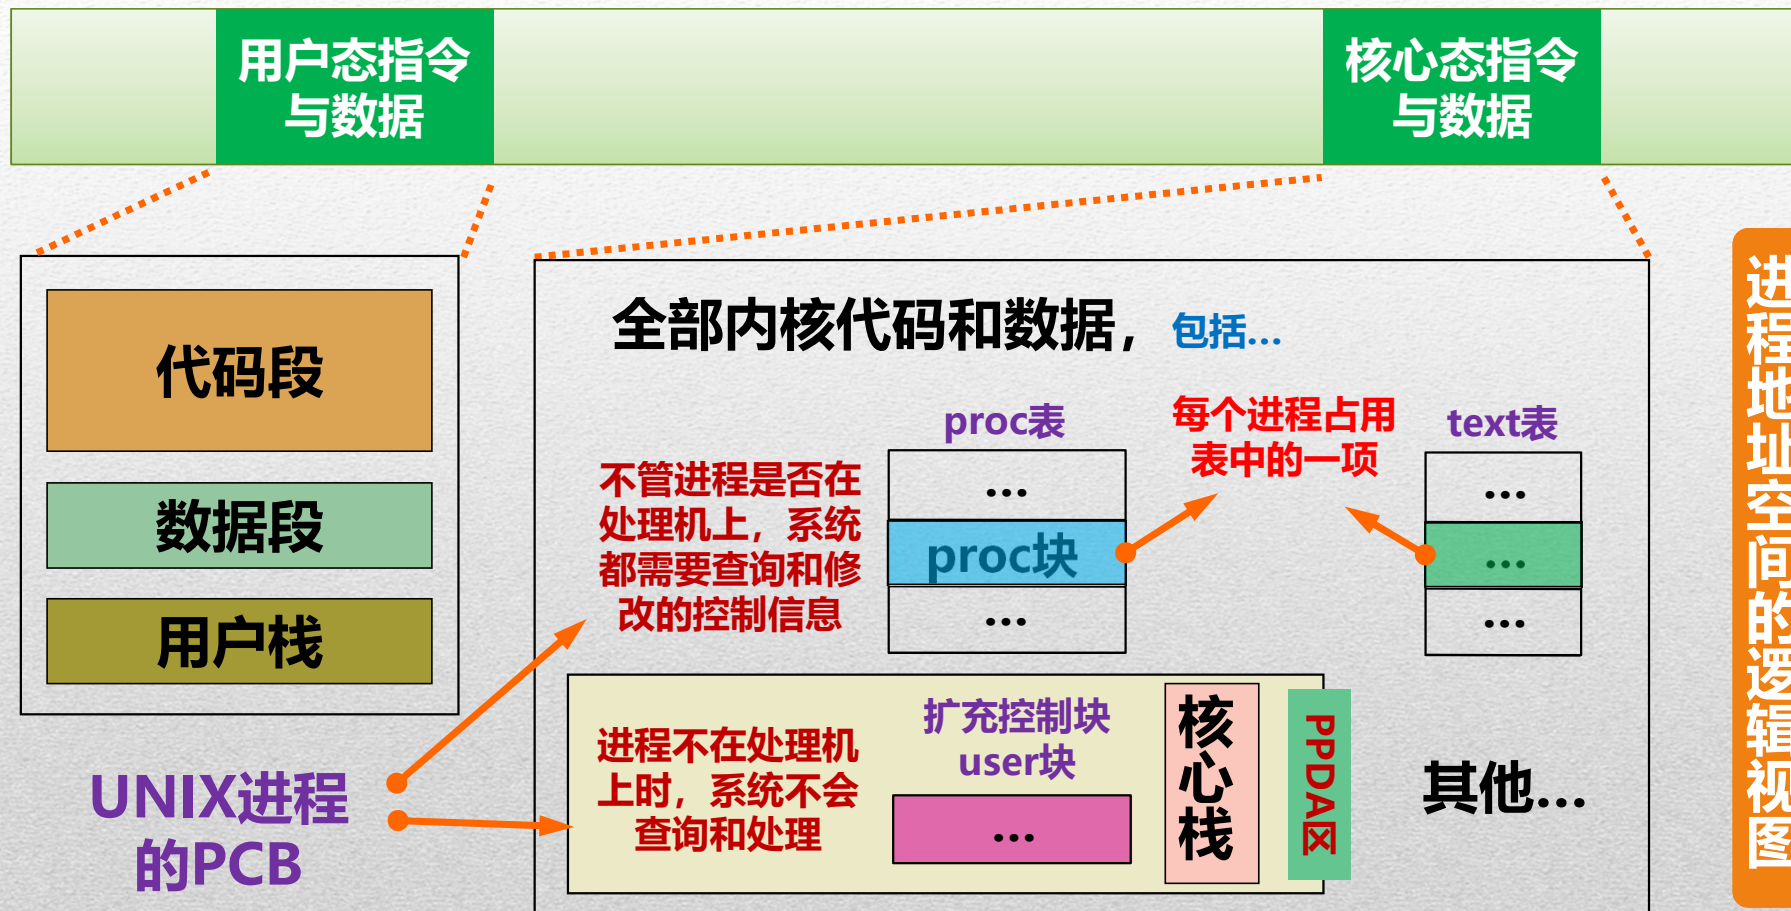 用户态指令
与数据
核心态指令
与数据
代码段
数据段
用户栈
UNIX进程
的PCB
全部内核代码和数据，包括…
proc表
每个进程占用
表中的一项
text表
不管进程是否在
处理机上，系统
都需要查询和修
改的控制信息
…
proc块
…
…
…
…
进程不在处理机
上时，系统不会
查询和处理
扩充控制块
user块
…
核心栈
PPDA区
其他…
进程地址空间的逻辑视图